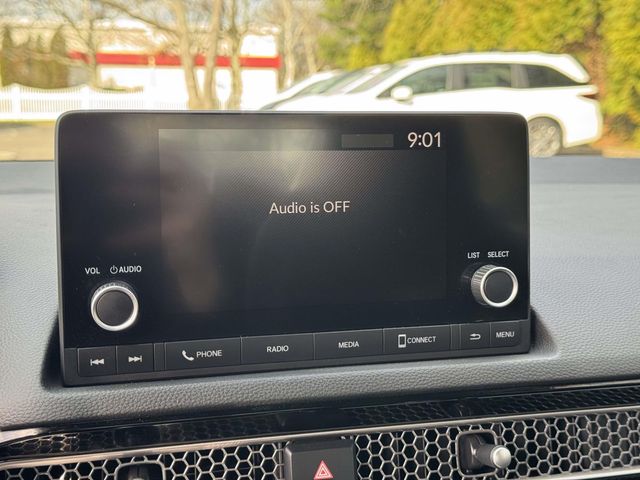 9:01
Audio is OFF
VOL AUDIO
LIST SELECT
PHONE
RADIO
MEDIA
CONNECT
MENU